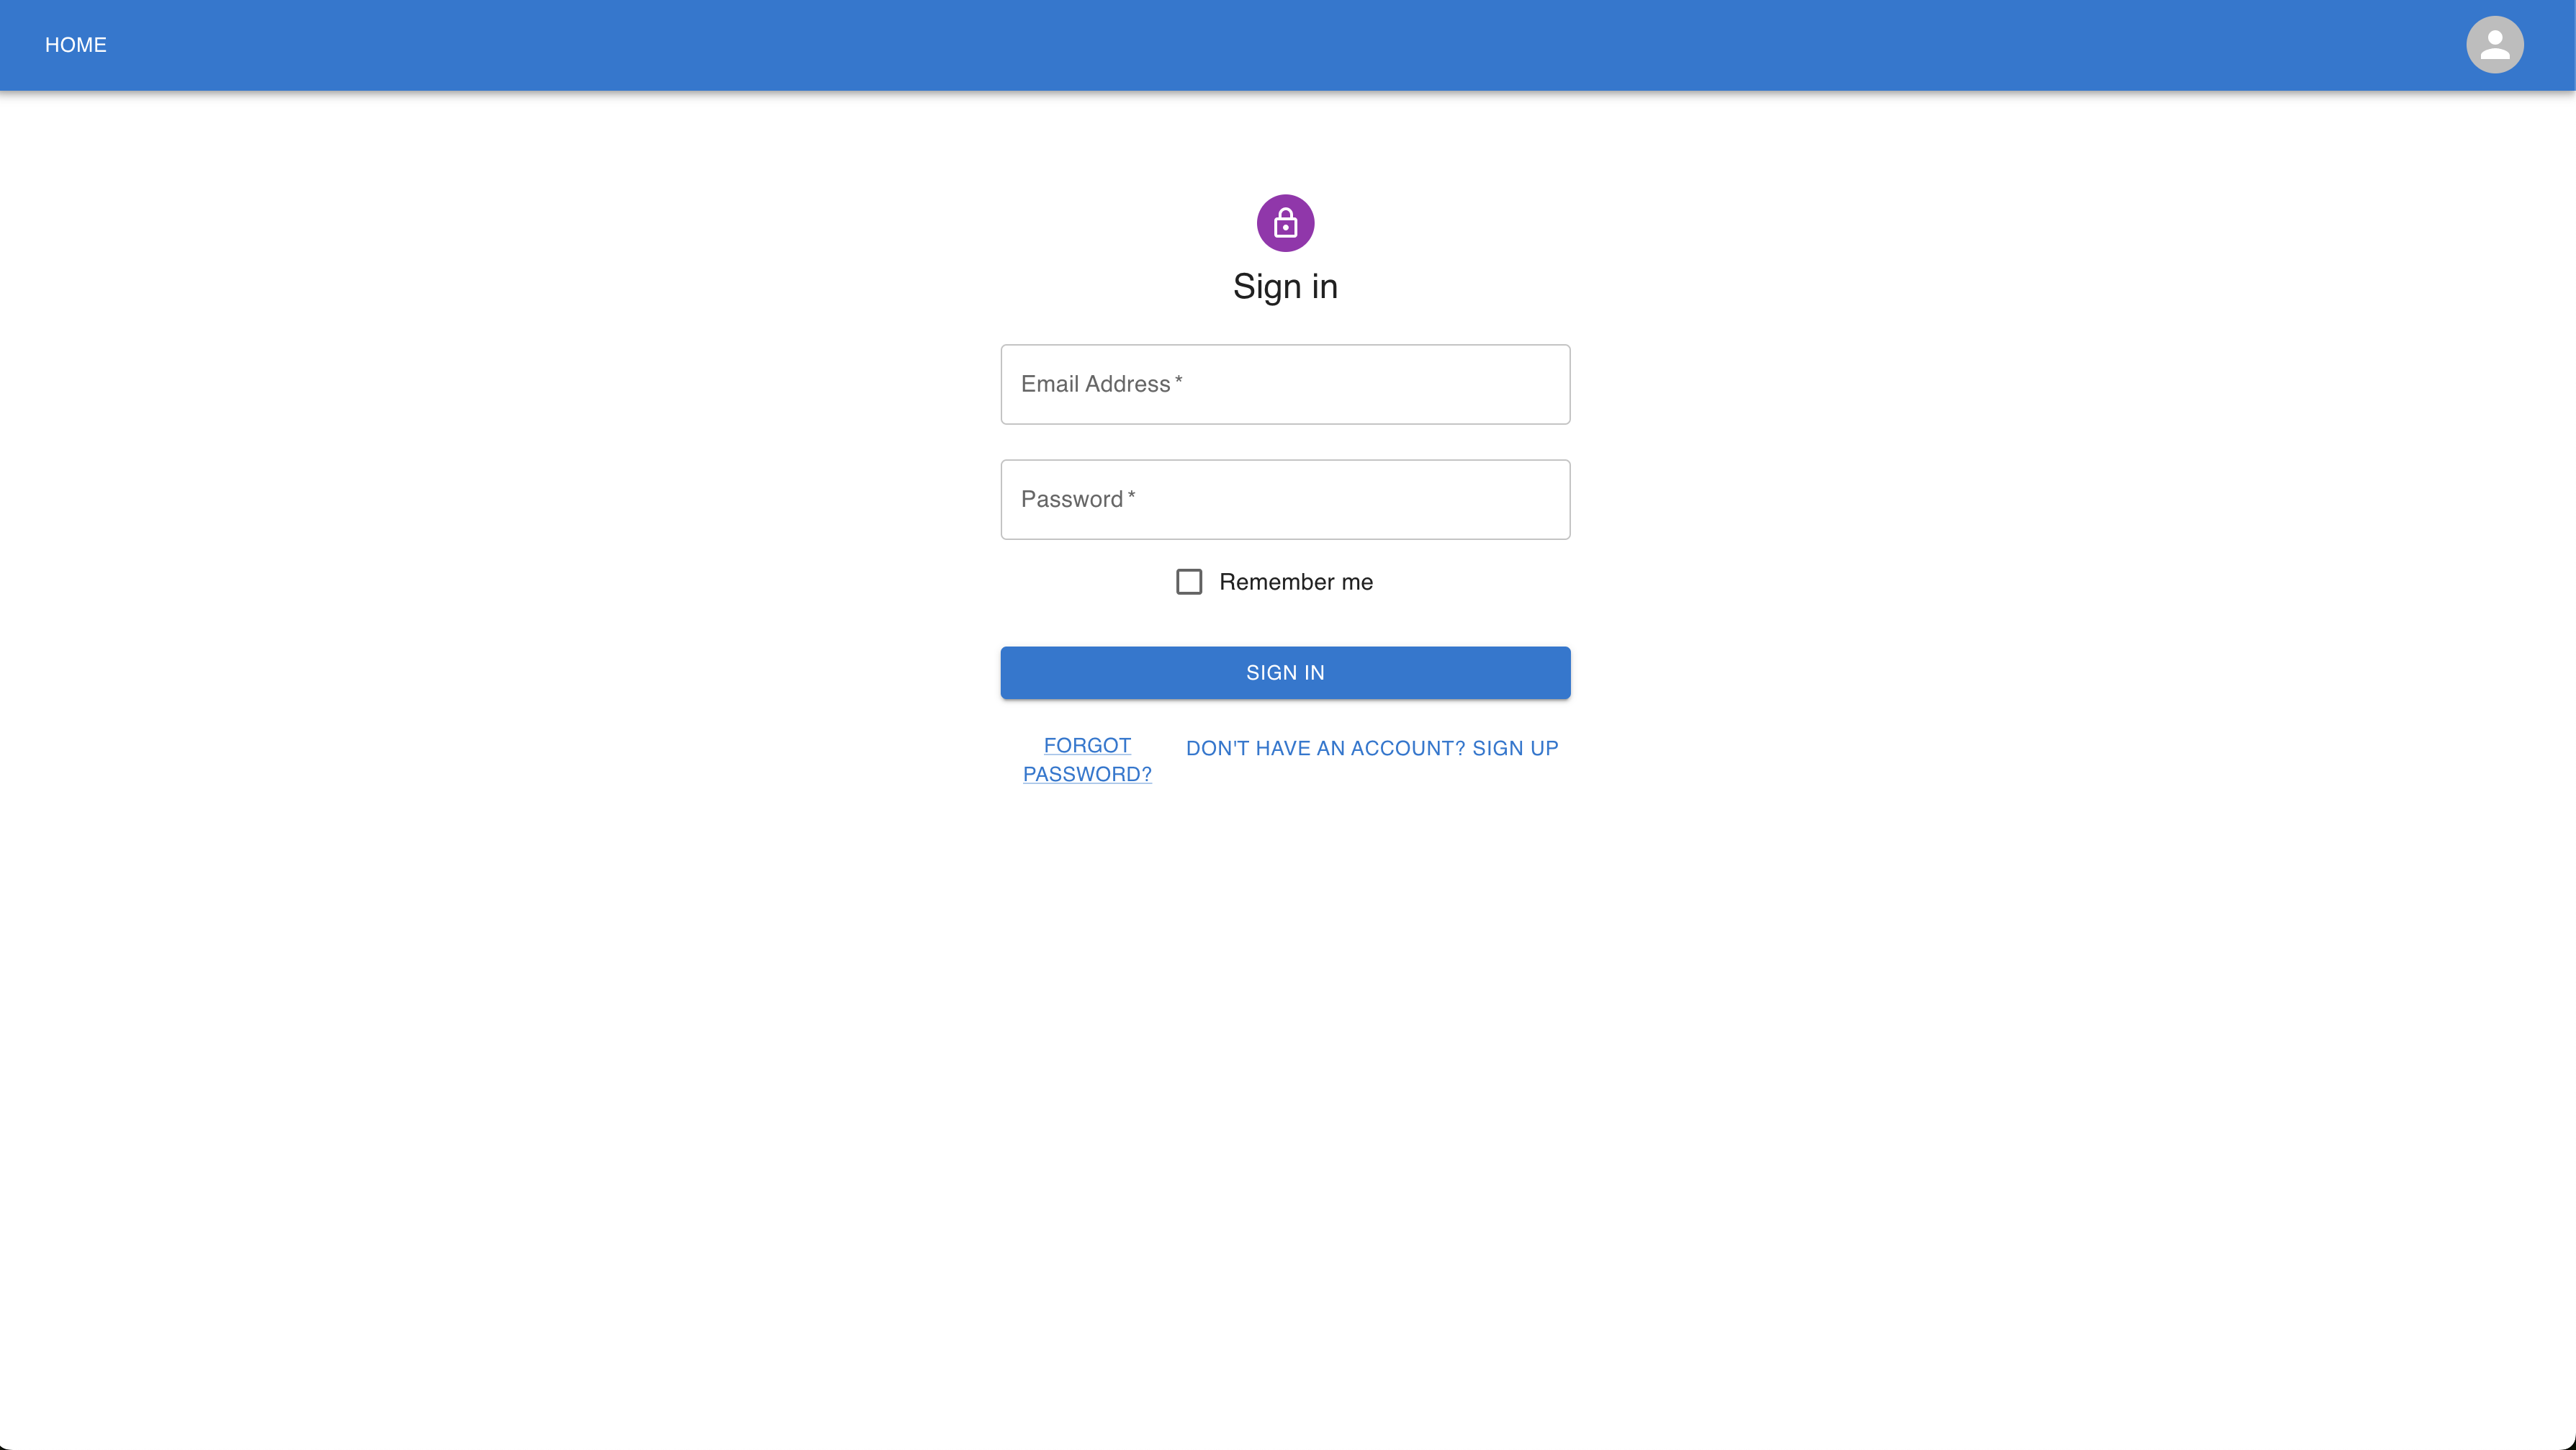 HOME
Sign in
Email Address *
Password *
Remember me
SIGN IN
FORGOT
PASSWORD?
DON'T HAVE AN ACCOUNT? SIGN UP